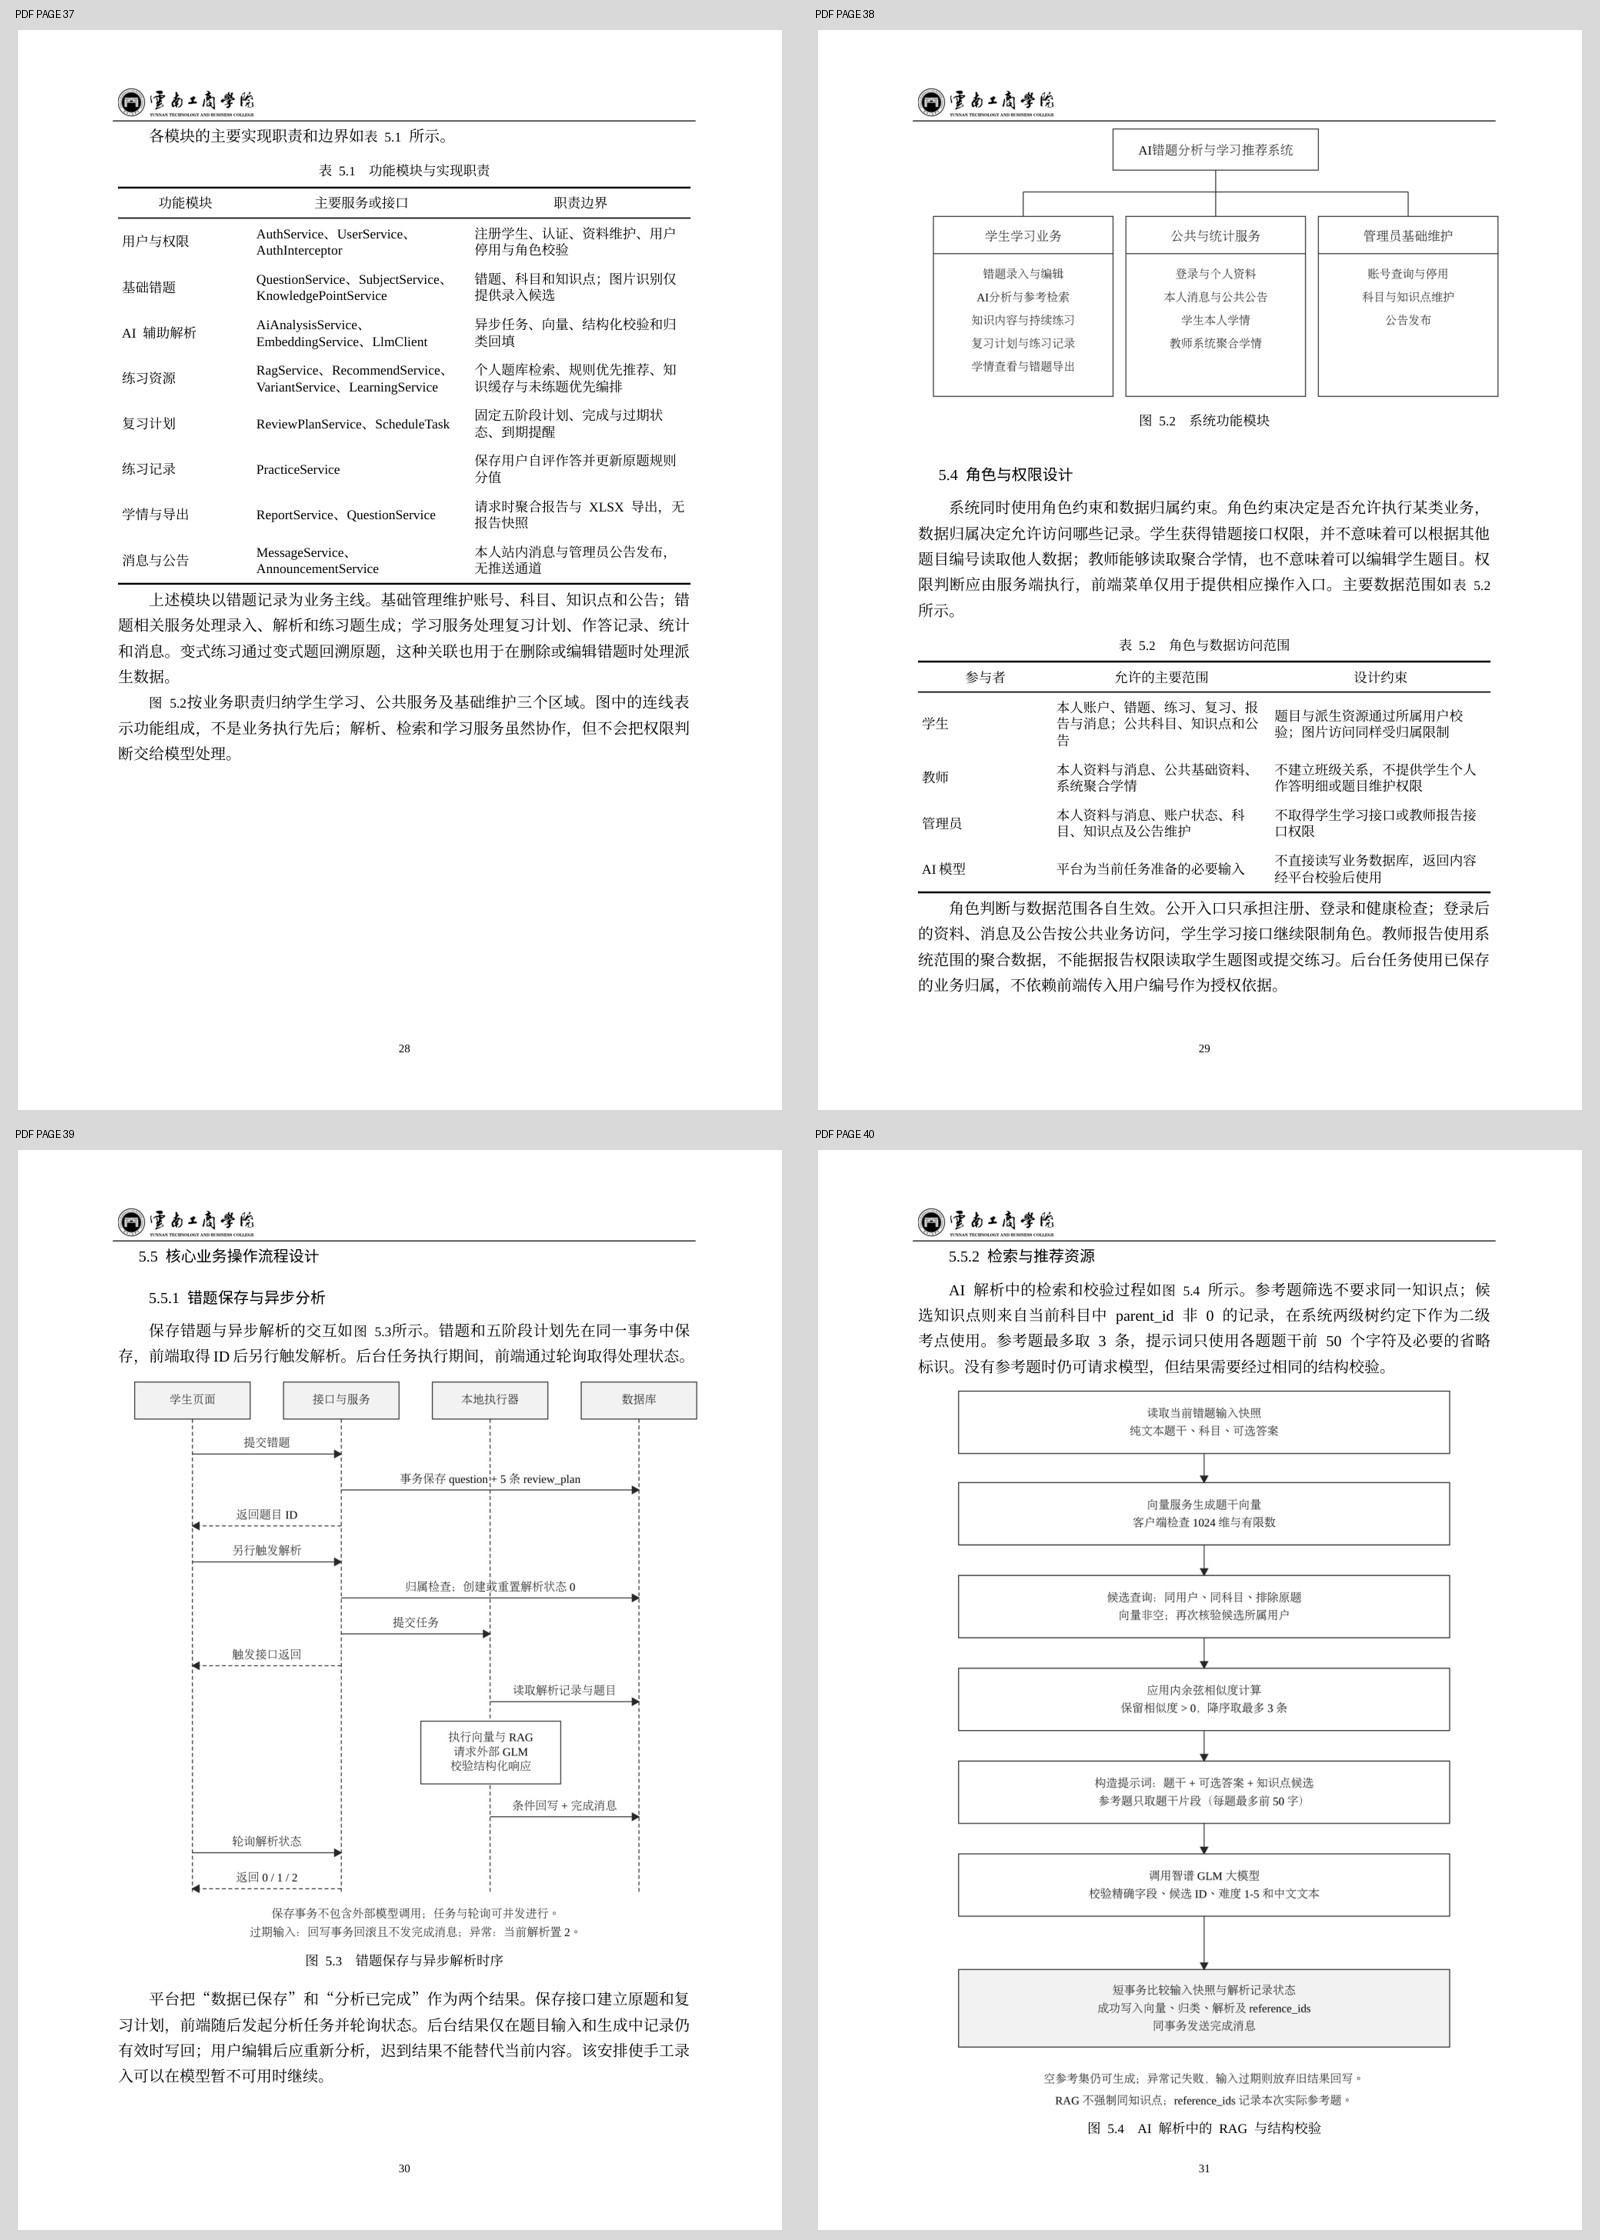 PDF PAGE 37
雲南工商學院
YUNNAN TECHNOLOGY AND BUSINESS COLLEGE
各模块的主要实现职责和边界如表 5.1 所示。
表 5.1 功能模块与实现职责
功能模块 主要服务或接口 职责边界
用户与权限 AuthService、UserService、AuthInterceptor 注册学生、认证、资料维护、用户停用与角色校验
基础错题 QuestionService、SubjectService、KnowledgePointService 错题、科目和知识点；图片识别仅提供录入候选
AI 辅助解析 AiAnalysisService、EmbeddingService、LlmClient 异步任务、向量、结构化校验和归类回填
练习资源 RagService、RecommendService、VariantService、LearningService 个人题库检索、规则优先推荐、知识缓存与未练题优先编排
复习计划 ReviewPlanService、ScheduleTask 固定五阶段计划、完成与过期状态、到期提醒
练习记录 PracticeService 保存用户自评作答并更新原题规则分值
学情与导出 ReportService、QuestionService 请求时聚合报告与 XLSX 导出，无报告快照
消息与公告 MessageService、AnnouncementService 本人站内消息与管理员公告发布，无推送通道
上述模块以错题记录为业务主线。基础管理维护账号、科目、知识点和公告；错
题相关服务处理录入、解析和练习题生成；学习服务处理复习计划、作答记录、统计
和消息。变式练习通过变式题回溯原题，这种关联也用于在删除或编辑错题时处理派
生数据。
图 5.2按业务职责归纳学生学习、公共服务及基础维护三个区域。图中的连线表
示功能组成，不是业务执行先后；解析、检索和学习服务虽然协作，但不会把权限判
断交给模型处理。
28
PDF PAGE 38
雲南工商學院
YUNNAN TECHNOLOGY AND BUSINESS COLLEGE
AI错题分析与学习推荐系统
学生学习业务
错题录入与编辑
AI分析与参考检索
知识内容与持续练习
复习计划与练习记录
学情查看与错题导出
公共与统计服务
登录与个人资料
本人消息与公共公告
学生本人学情
教师系统聚合学情
管理员基础维护
账号查询与停用
科目与知识点维护
公告发布
图 5.2 系统功能模块
5.4 角色与权限设计
系统同时使用角色约束和数据归属约束。角色约束决定是否允许执行某类业务，
数据归属决定允许访问哪些记录。学生获得错题接口权限，并不意味着可以根据其他
题目编号读取他人数据；教师能够读取聚合学情，也不意味着可以编辑学生题目。权
限判断应由服务端执行，前端菜单仅用于提供相应操作入口。主要数据范围如表 5.2
所示。
表 5.2 角色与数据访问范围
参与者 允许的主要范围 设计约束
学生 本人账户、错题、练习、复习、报告与消息；公共科目、知识点和公告 题目与派生资源通过所属用户校验；图片访问同样受归属限制
教师 本人资料与消息、公共基础资料、系统聚合学情 不建立班级关系，不提供学生个人作答明细或题目维护权限
管理员 本人资料与消息、账户状态、科目、知识点及公告维护 不取得学生学习接口或教师报告接口权限
AI 模型 平台为当前任务准备的必要输入 不直接读写业务数据库，返回内容经平台校验后使用
角色判断与数据范围各自生效。公开入口只承担注册、登录和健康检查；登录后
的资料、消息及公告按公共业务访问，学生学习接口继续限制角色。教师报告使用系
统范围的聚合数据，不能据报告权限读取学生题图或提交练习。后台任务使用已保存
的业务归属，不依赖前端传入用户编号作为授权依据。
29
PDF PAGE 39
雲南工商學院
YUNNAN TECHNOLOGY AND BUSINESS COLLEGE
5.5 核心业务操作流程设计
5.5.1 错题保存与异步分析
保存错题与异步解析的交互如图 5.3所示。错题和五阶段计划先在同一事务中保
存，前端取得 ID 后另行触发解析。后台任务执行期间，前端通过轮询取得处理状态。
学生页面 接口与服务 本地执行器 数据库
提交错题
事务保存 question + 5 条 review_plan
返回题目 ID
另行触发解析
归属检查；创建或重置解析状态 0
提交任务
触发接口返回
读取解析记录与题目
执行向量与 RAG
请求外部 GLM
校验结构化响应
条件回写 + 完成消息
轮询解析状态
返回 0 / 1 / 2
保存事务不包含外部模型调用；任务与轮询可并发进行。
过期输入：回写事务回滚且不发完成消息；异常：当前解析置 2。
图 5.3 错题保存与异步解析时序
平台把“数据已保存”和“分析已完成”作为两个结果。保存接口建立原题和复
习计划，前端随后发起分析任务并轮询状态。后台结果仅在题目输入和生成中记录仍
有效时写回；用户编辑后应重新分析，迟到结果不能替代当前内容。该安排使手工录
入可以在模型暂不可用时继续。
30
PDF PAGE 40
雲南工商學院
YUNNAN TECHNOLOGY AND BUSINESS COLLEGE
5.5.2 检索与推荐资源
AI 解析中的检索和校验过程如图 5.4 所示。参考题筛选不要求同一知识点；候
选知识点则来自当前科目中 parent_id 非 0 的记录，在系统两级树约定下作为二级
考点使用。参考题最多取 3 条，提示词只使用各题题干前 50 个字符及必要的省略
标识。没有参考题时仍可请求模型，但结果需要经过相同的结构校验。
读取当前错题输入快照
纯文本题干、科目、可选答案
向量服务生成题干向量
客户端检查 1024 维与有限数
候选查询：同用户、同科目、排除原题
向量非空；再次核验候选所属用户
应用内余弦相似度计算
保留相似度 > 0，降序取最多 3 条
构造提示词：题干 + 可选答案 + 知识点候选
参考题只取题干片段（每题最多前 50 字）
调用智谱 GLM 大模型
校验精确字段、候选 ID、难度 1-5 和中文文本
短事务比较输入快照与解析记录状态
成功写入向量、归类、解析及 reference_ids
同事务发送完成消息
空参考集仍可生成；异常记失败，输入过期则放弃旧结果回写。
RAG 不强制同知识点；reference_ids 记录本次实际参考题。
图 5.4 AI 解析中的 RAG 与结构校验
31